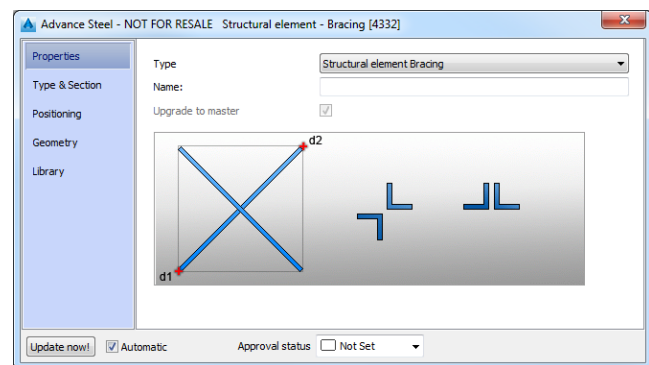 Advance Steel - NOT FOR RESALE   Structural element - Bracing [4332]
Properties
Type & Section
Positioning
Geometry
Library
Type
Structural element Bracing
Name:
Upgrade to master
d2
d1
Update now!
Automatic
Approval status
Not Set